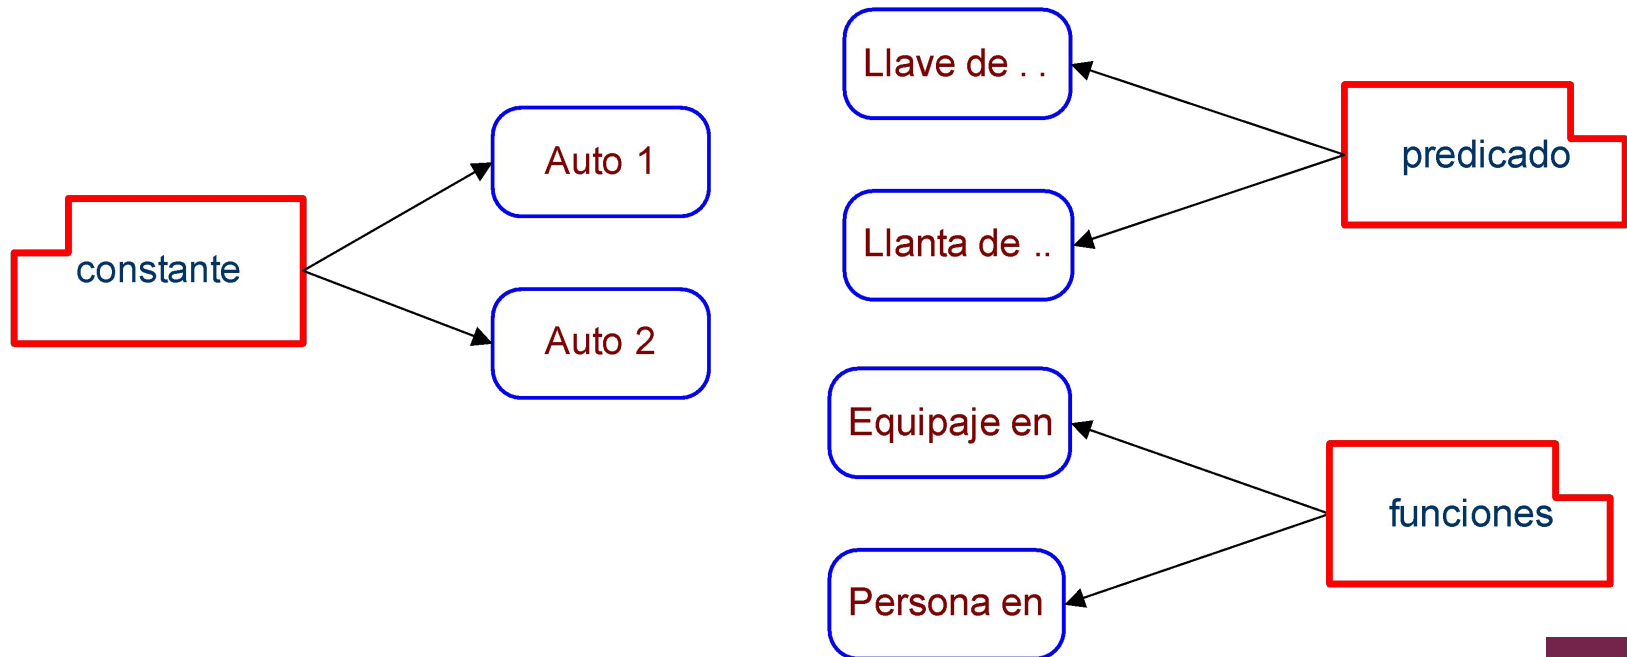 constante
Auto 1
Auto 2
Llave de . .
Llanta de ..
predicado
Equipaje en
Persona en
funciones